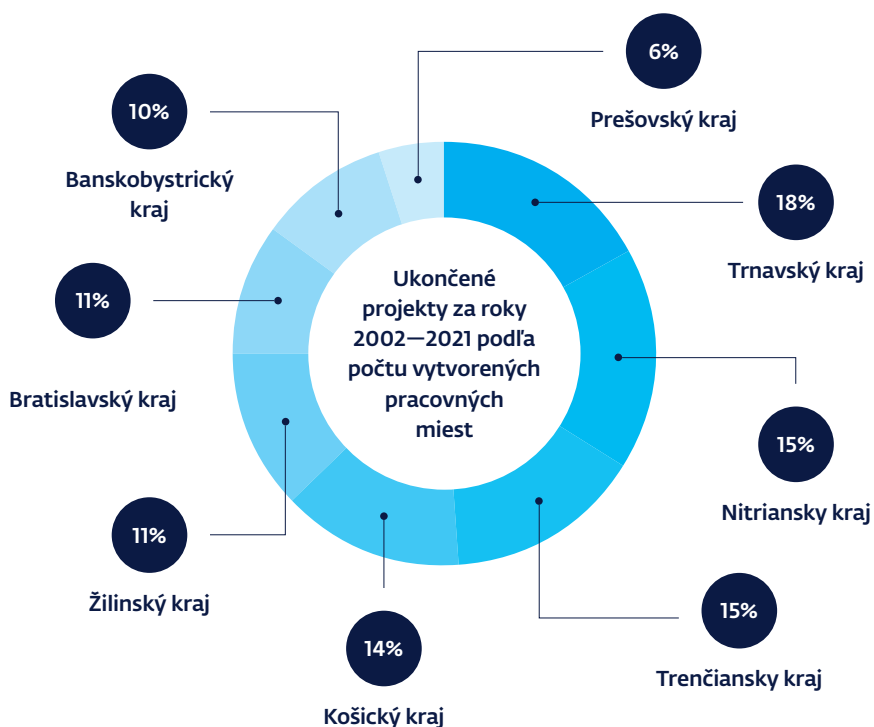 6%
Prešovský kraj
10%
Banskobystrický
kraj
18%
Trnavský kraj
Ukončené
projekty za roky
2002—2021 podľa
počtu vytvorených
pracovných
miest
11%
Bratislavský kraj
15%
Nitriansky kraj
11%
Žilinský kraj
15%
Trenčiansky kraj
14%
Košický kraj